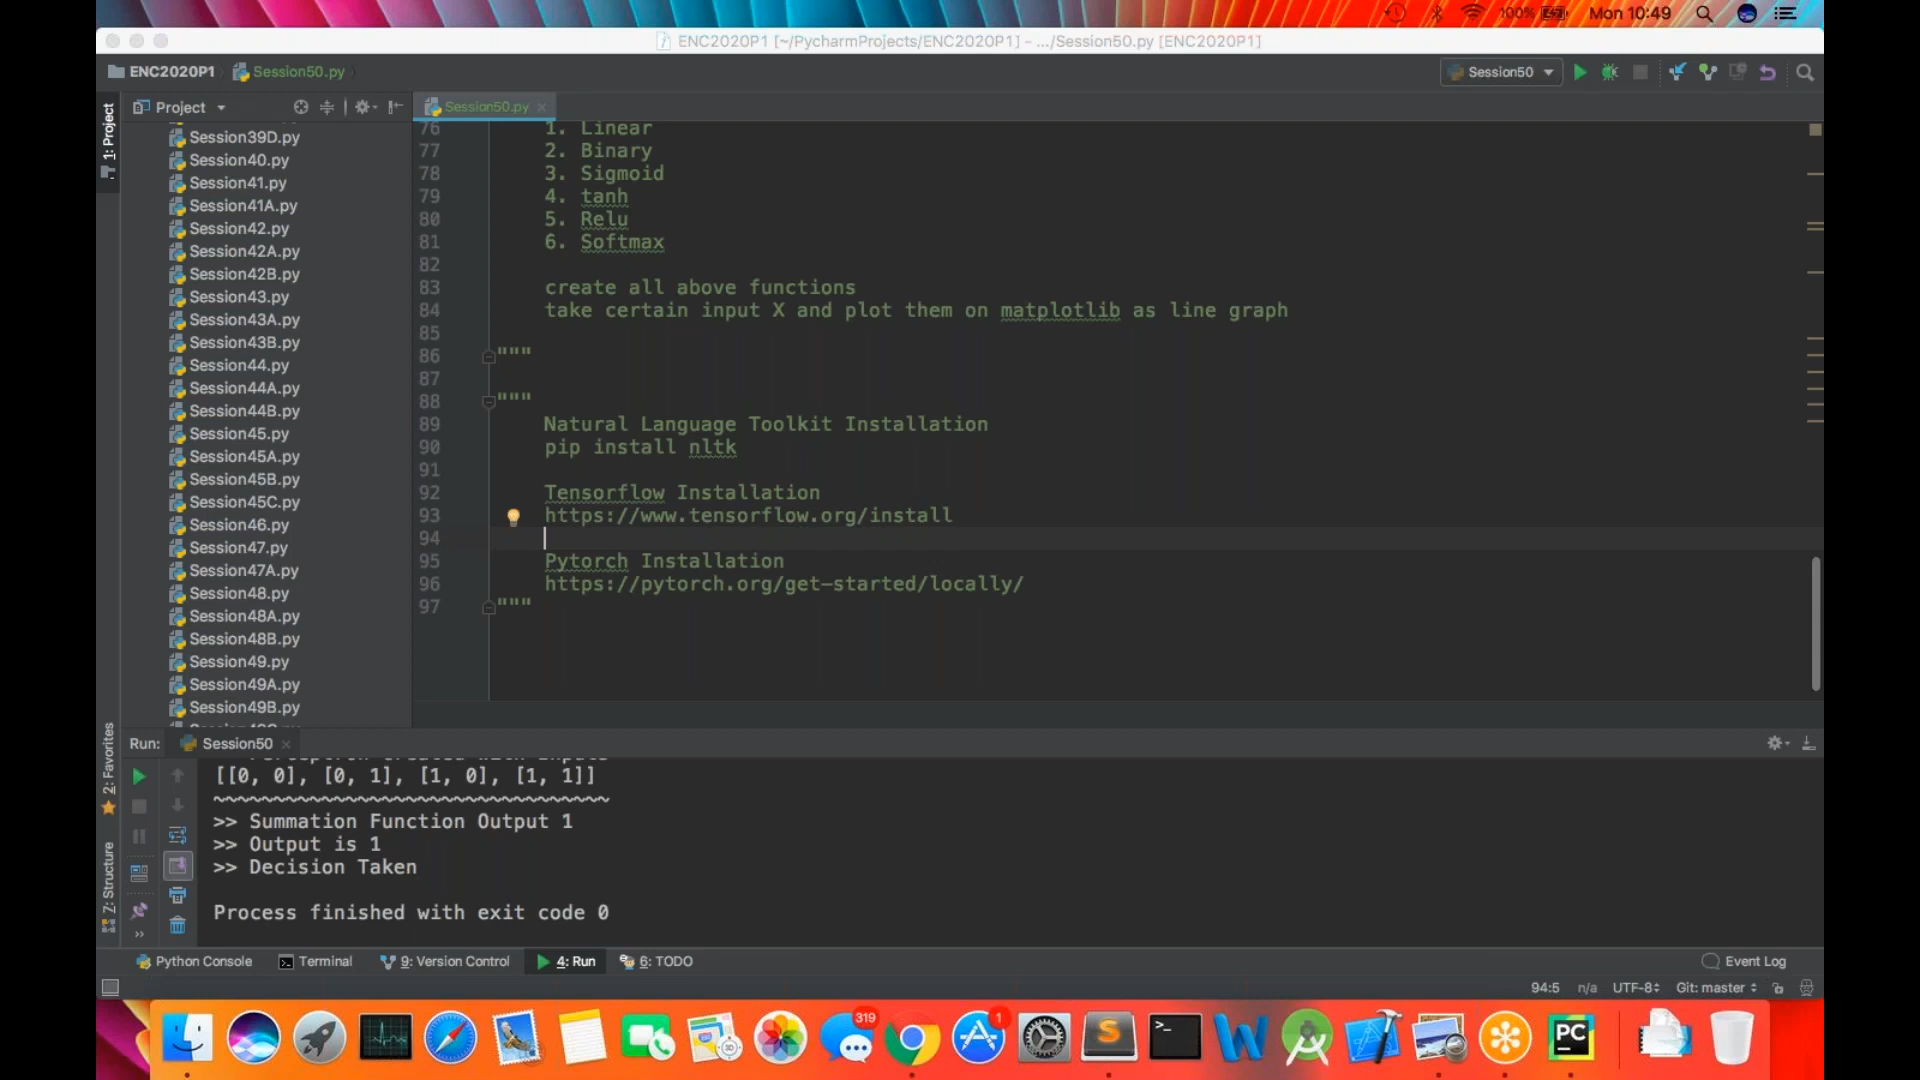 100%
Mon 10:49
ENC2020P1 [~/PycharmProjects/ENC2020P1] - .../Session50.py [ENC2020P1]
ENC2020P1
Session50.py
Session50
Project
Session50.py
1: Project
Session39D.py
Session40.py
Session41.py
Session41A.py
Session42.py
Session42A.py
Session42B.py
Session43.py
Session43A.py
Session43B.py
Session44.py
Session44A.py
Session44B.py
Session45.py
Session45A.py
Session45B.py
Session45C.py
Session46.py
Session47.py
Session47A.py
Session48.py
Session48A.py
Session48B.py
Session49.py
Session49A.py
Session49B.py
76 1. Linear
77 2. Binary
78 3. Sigmoid
79 4. tanh
80 5. Relu
81 6. Softmax
82
83 create all above functions
84 take certain input X and plot them on matplotlib as line graph
85
86 """
87
88 """
89 Natural Language Toolkit Installation
90 pip install nltk
91
92 Tensorflow Installation
93 https://www.tensorflow.org/install
94
95 Pytorch Installation
96 https://pytorch.org/get-started/locally/
97 """
2: Favorites
Z: Structure
Run:
Session50
[[0, 0], [0, 1], [1, 0], [1, 1]]
~~~~~~~~~~~~~~~~~~~~~~~~~~~~~~~~~
>> Summation Function Output 1
>> Output is 1
>> Decision Taken
Process finished with exit code 0
Python Console
Terminal
9: Version Control
4: Run
6: TODO
Event Log
94:5
n/a
UTF-8
Git: master
319
1
PC